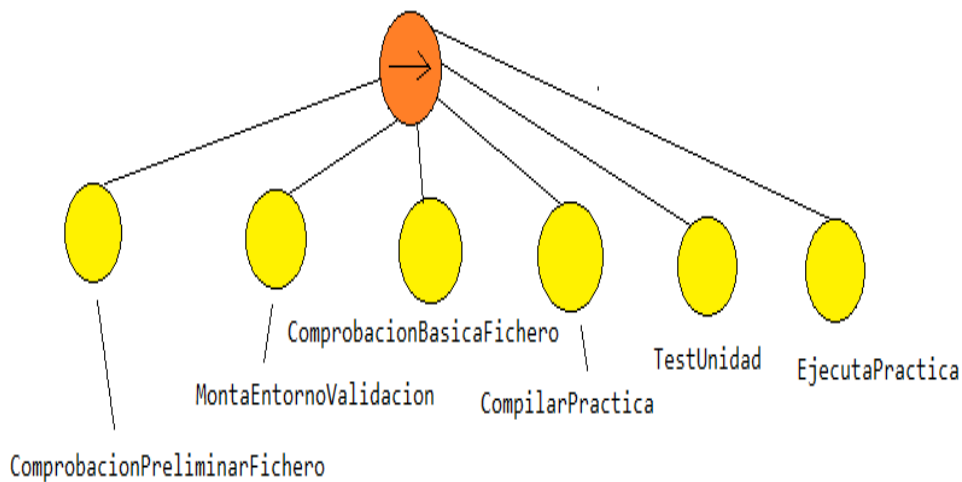 ComprobacionPreliminarFichero
MontaEntornoValidacion
ComprobacionBasicaFichero
CompilarPractica
TestUnidad
EjecutaPractica